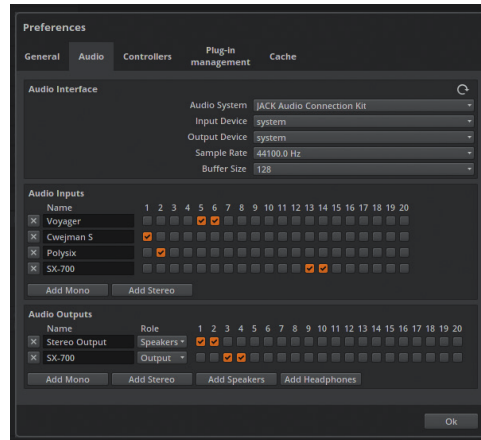 Preferences
General Audio Controllers Plug-in management Cache
Audio Interface
Audio System JACK Audio Connection Kit
Input Device system
Output Device system
Sample Rate 44100.0 Hz
Buffer Size 128
Audio Inputs
Name 1 2 3 4 5 6 7 8 9 10 11 12 13 14 15 16 17 18 19 20
Voyager
Cwejman S
Polysix
SX-700
Add Mono Add Stereo
Audio Outputs
Name Role 1 2 3 4 5 6 7 8 9 10 11 12 13 14 15 16 17 18 19 20
Stereo Output Speakers
SX-700 Output
Add Mono Add Stereo Add Speakers Add Headphones
Ok